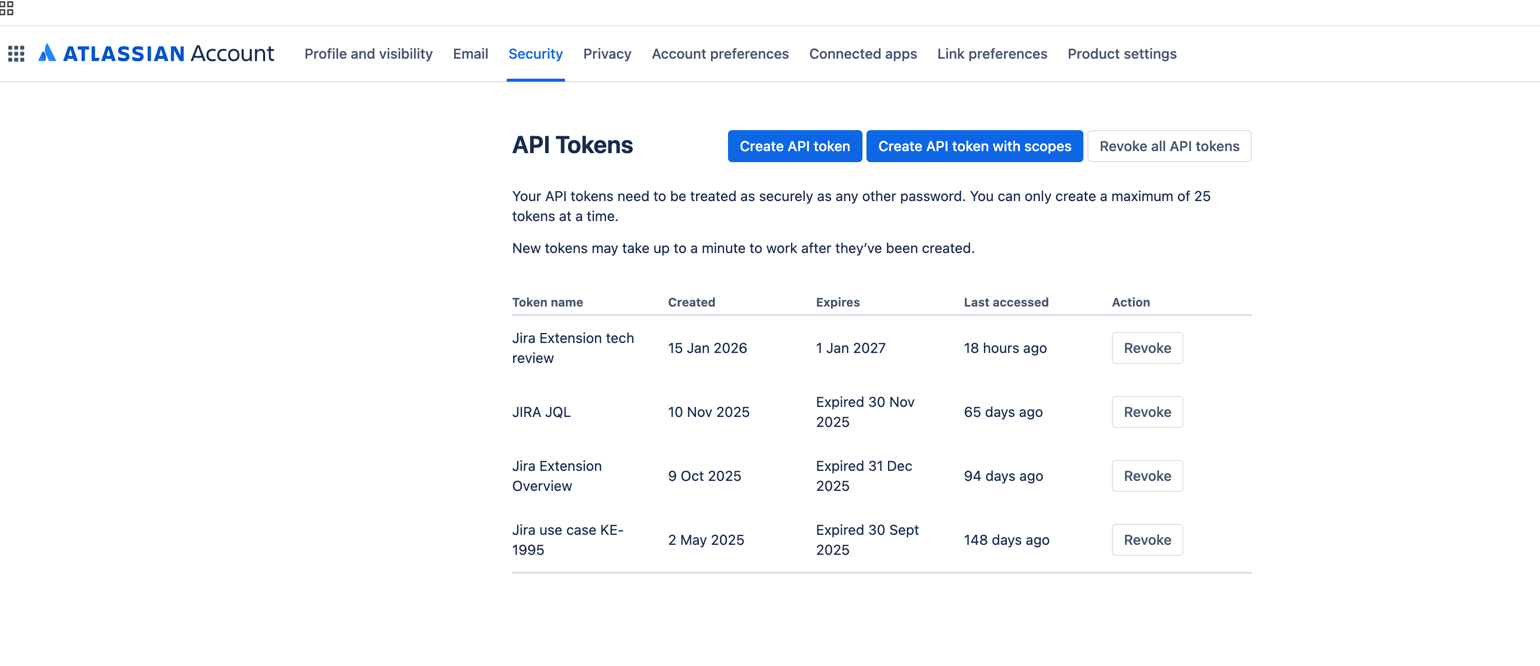 ATLASSIAN Account
Profile and visibility
Email
Security
Privacy
Account preferences
Connected apps
Link preferences
Product settings
API Tokens
Create API token
Create API token with scopes
Revoke all API tokens
Your API tokens need to be treated as securely as any other password. You can only create a maximum of 25
tokens at a time.
New tokens may take up to a minute to work after they’ve been created.
Token name Created Expires Last accessed Action
Jira Extension tech
review
15 Jan 2026
1 Jan 2027
18 hours ago
Revoke
JIRA JQL
10 Nov 2025
Expired 30 Nov
2025
65 days ago
Revoke
Jira Extension
Overview
9 Oct 2025
Expired 31 Dec
2025
94 days ago
Revoke
Jira use case KE-
1995
2 May 2025
Expired 30 Sept
2025
148 days ago
Revoke